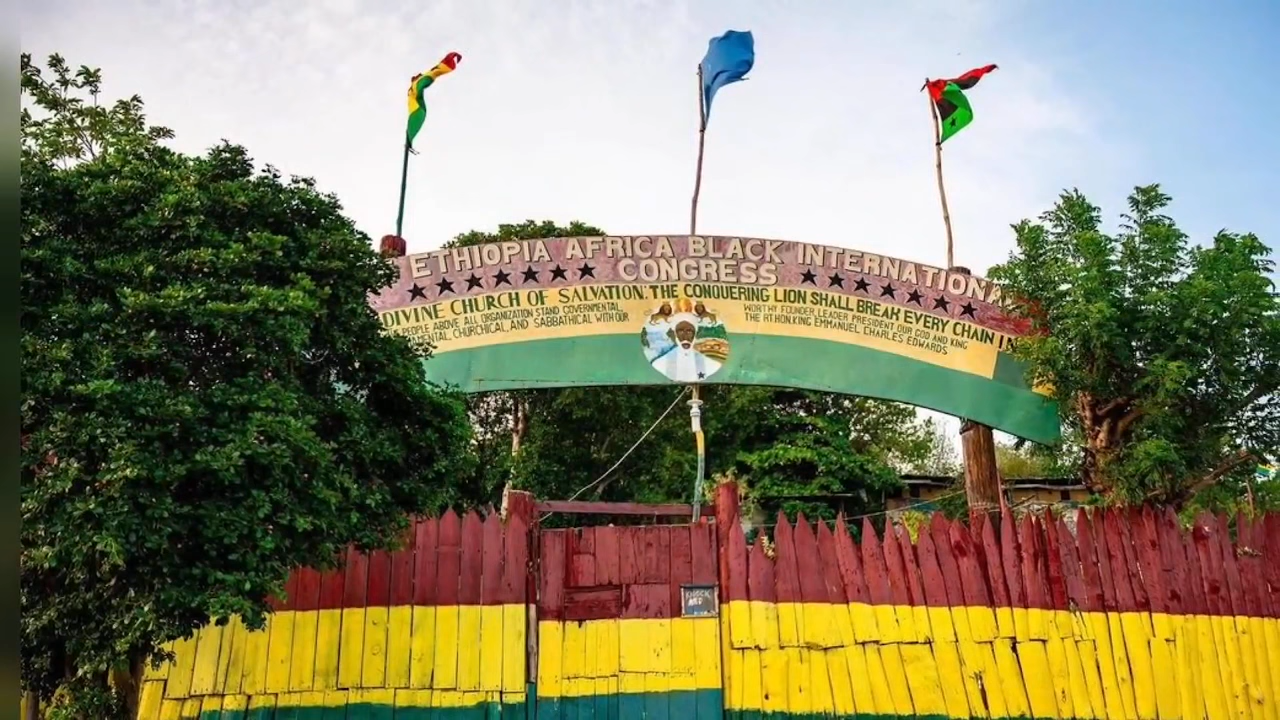 ETHIOPIA AFRICA BLACK INTERNATIONAL
CONGRESS
DIVINE CHURCH OF SALVATION. THE CONQUERING LION SHALL BREAK EVERY CHAIN
PEOPLE ABOVE ALL ORGANIZATION STAND GOVERNMENTAL,
MENTAL, CHURCHICAL, AND SABBATHICAL WITH OUR
WORTHY FOUNDER LEADER PRESIDENT OUR GOD AND KING
THE RT.HON.KING EMMANUEL CHARLES EDWARDS
KNOCK